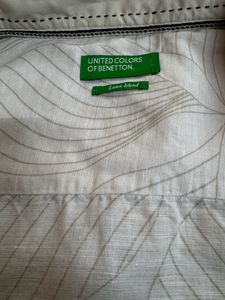 UNITED COLORS
OF BENETTON.
Linen blend